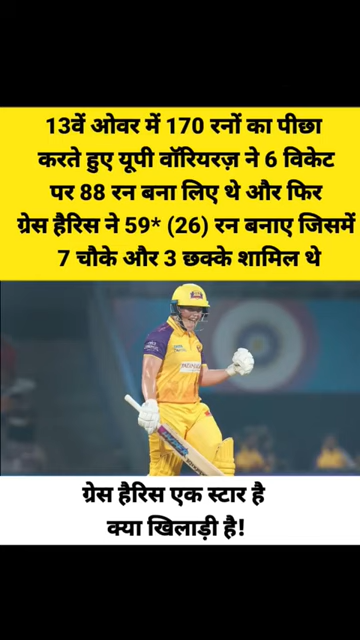 13वें ओवर में 170 रनों का पीछा
करते हुए यूपी वॉरियरज़ ने 6 विकेट
पर 88 रन बना लिए थे और फिर
ग्रेस हैरिस ने 59* (26) रन बनाए जिसमें
7 चौके और 3 छक्के शामिल थे
ग्रेस हैरिस एक स्टार है
क्या खिलाड़ी है!